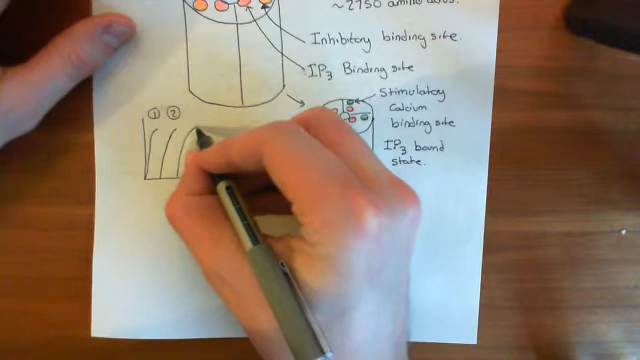 ~2750 amino acids.
Inhibitory binding site.
IP3 Binding site
Stimulatory
Calcium
binding site
IP3 bound
state.
① ②